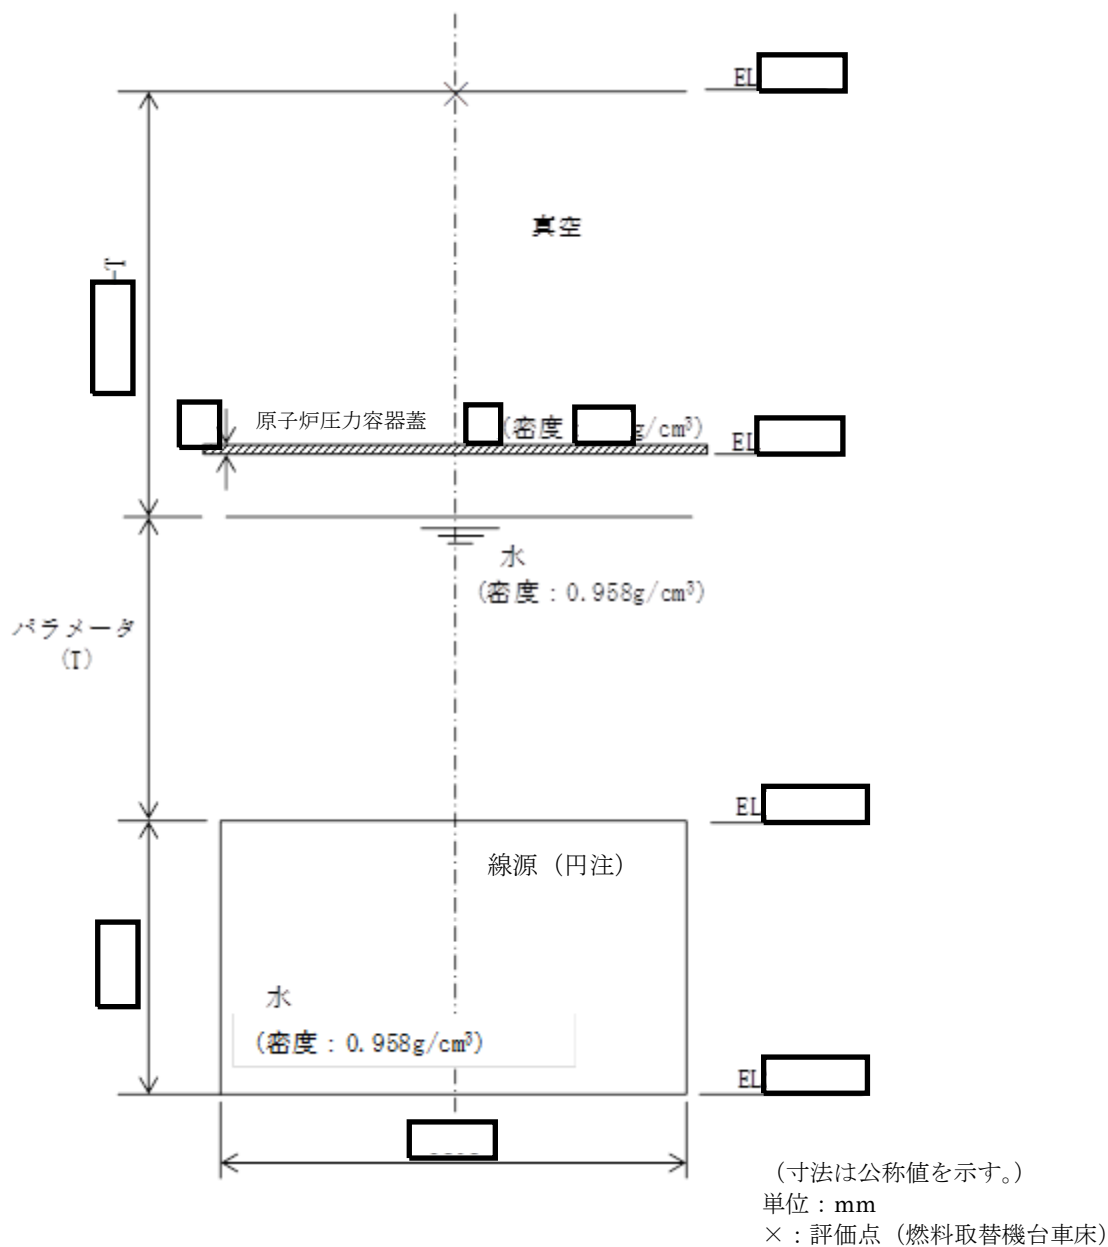 EL
真空
-T
原子炉圧力容器蓋
(密度
g/cm³)
EL
水
(密度：0.958g/cm³)
パラメータ
(T)
EL
線源（円注）
水
(密度：0.958g/cm³)
EL
（寸法は公称値を示す。）
単位：mm
×：評価点（燃料取替機台車床）